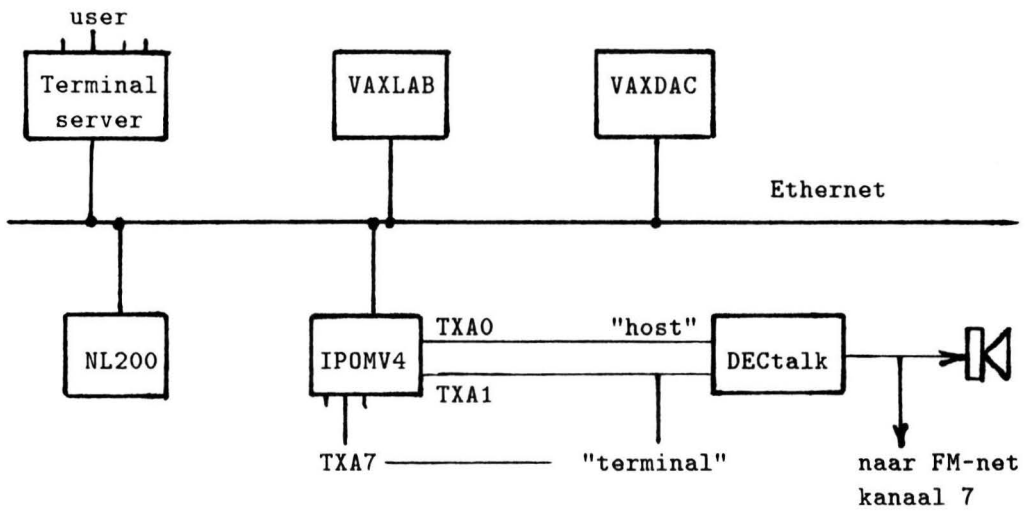 user
Terminal
server
VAXLAB
VAXDAC
Ethernet
NL200
IPOMV4
TXA0
"host"
DECtalk
TXA1
TXA7
"terminal"
naar FM-net
kanaal 7